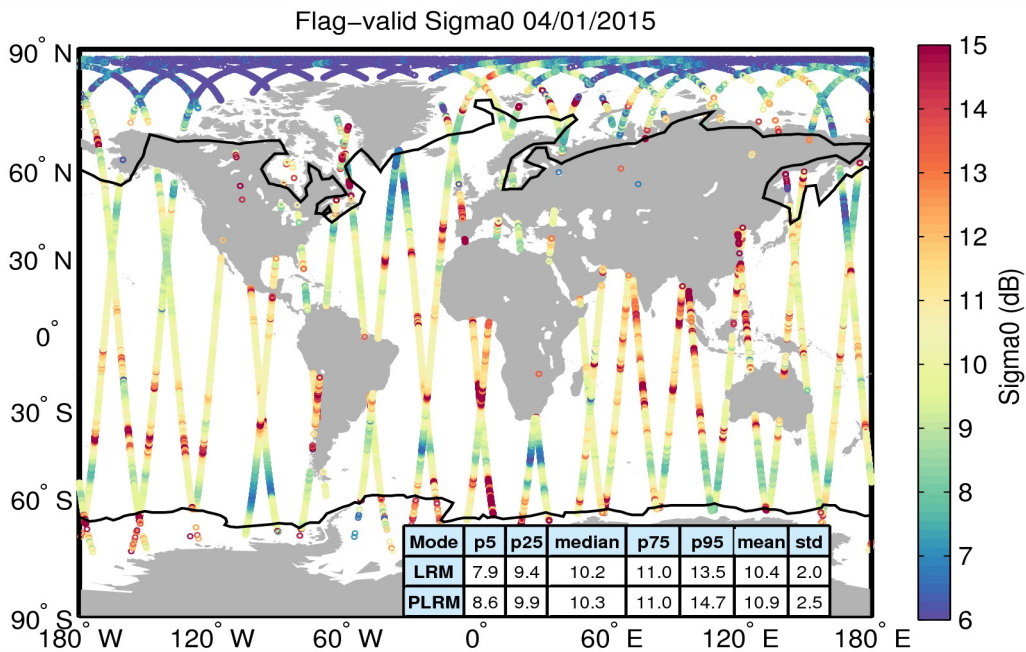 Flag−valid Sigma0 04/01/2015
90° N
60° N
30° N
0°
30° S
60° S
90° S
180° W
120° W
60° W
0°
60° E
120° E
180° E
15
14
13
12
11
10
9
8
7
6
Sigma0 (dB)
Mode p5 p25 median p75 p95 mean std
LRM 7.9 9.4 10.2 11.0 13.5 10.4 2.0
PLRM 8.6 9.9 10.3 11.0 14.7 10.9 2.5